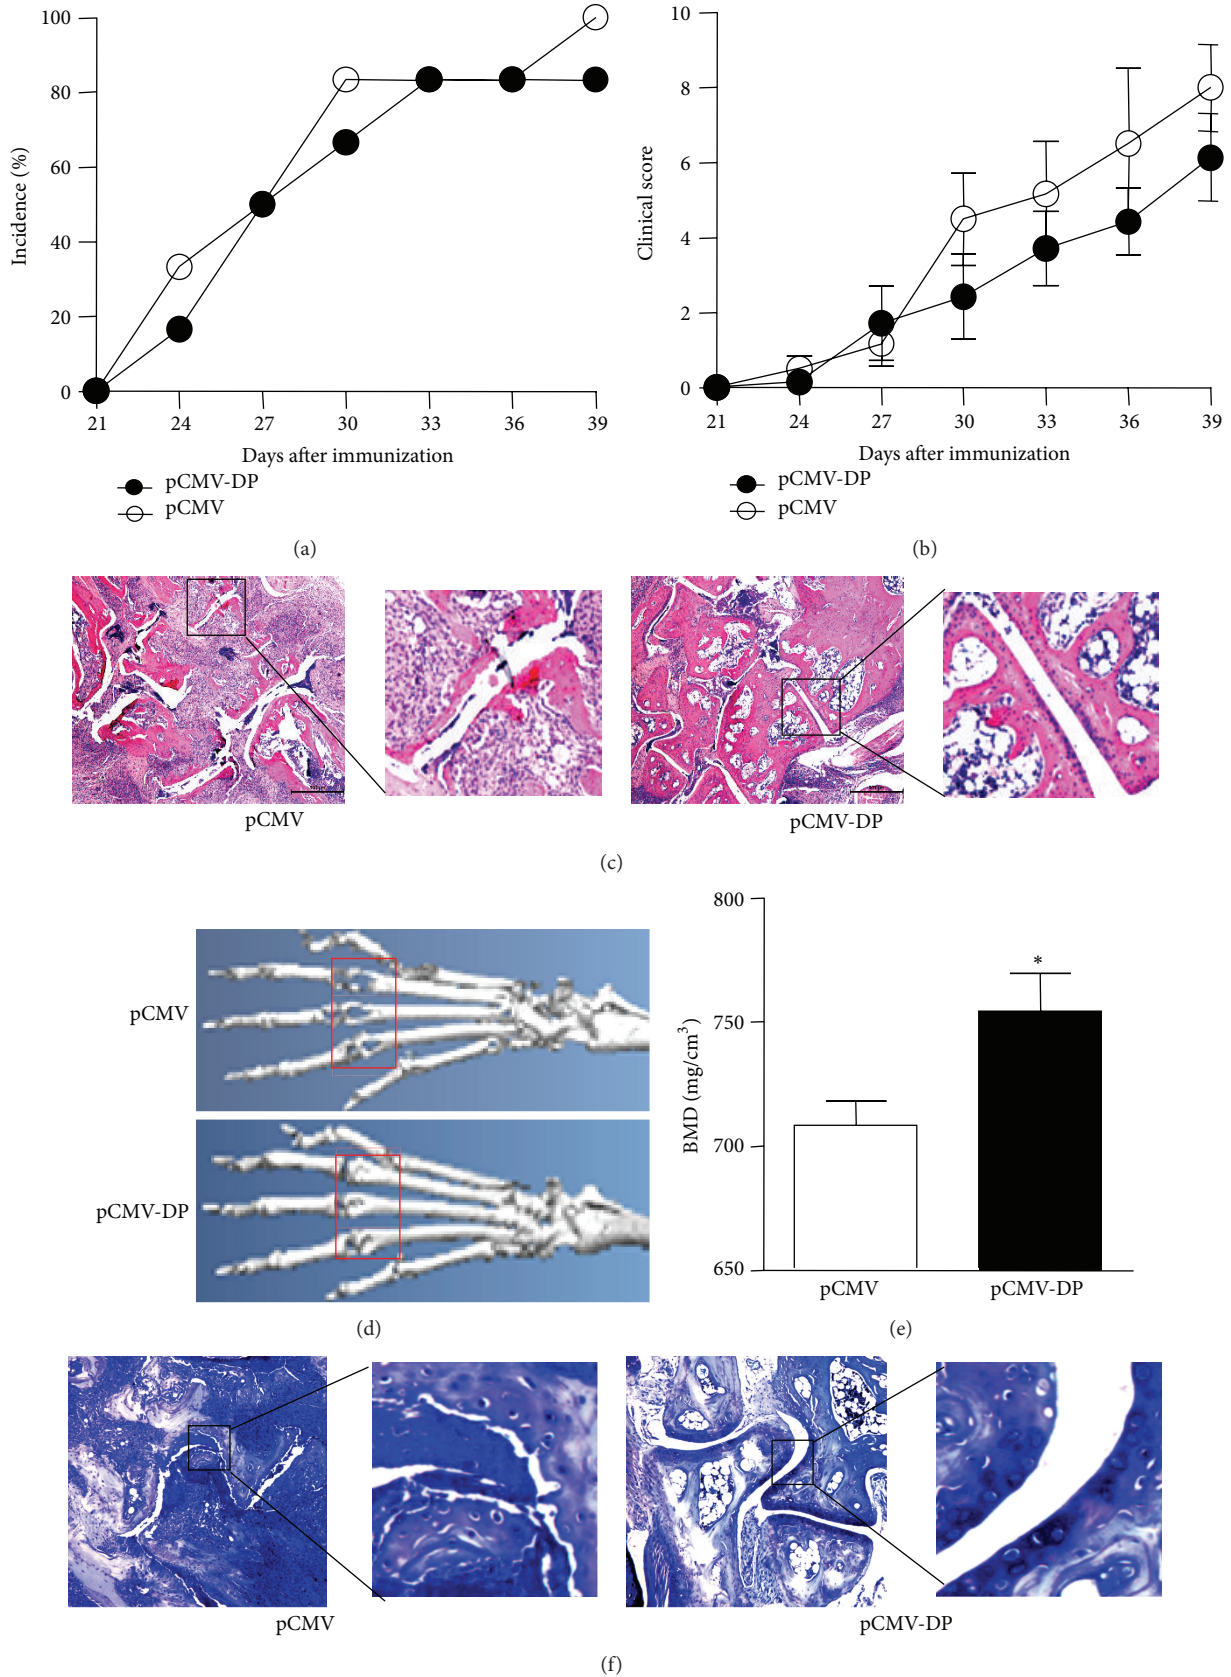 100
80
60
40
20
0
Incidence (%)
21 24 27 30 33 36 39
Days after immunization
pCMV-DP
pCMV
(a)
10
8
6
4
2
0
Clinical score
21 24 27 30 33 36 39
Days after immunization
pCMV-DP
pCMV
(b)
pCMV
pCMV-DP
(c)
pCMV
pCMV-DP
(d)
800
750
700
650
BMD (mg/cm³)
*
pCMV
pCMV-DP
(e)
pCMV
pCMV-DP
(f)